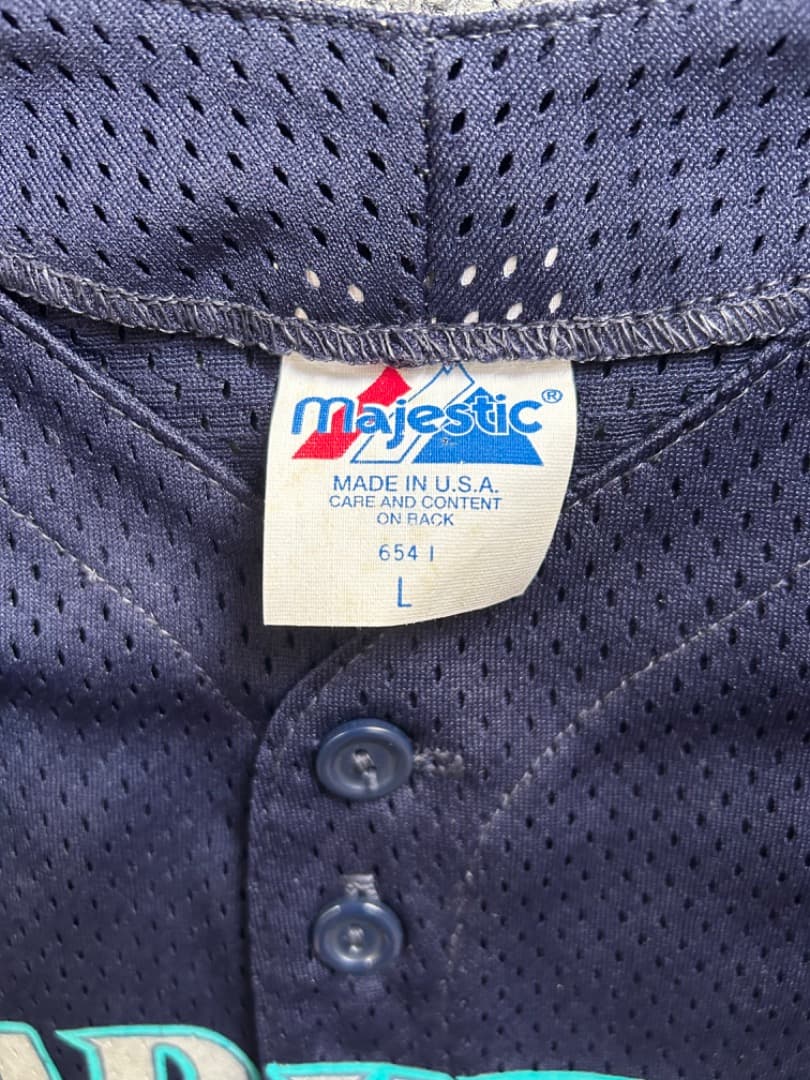 Majestic®
MADE IN U.S.A.
CARE AND CONTENT
ON BACK
654 I
L